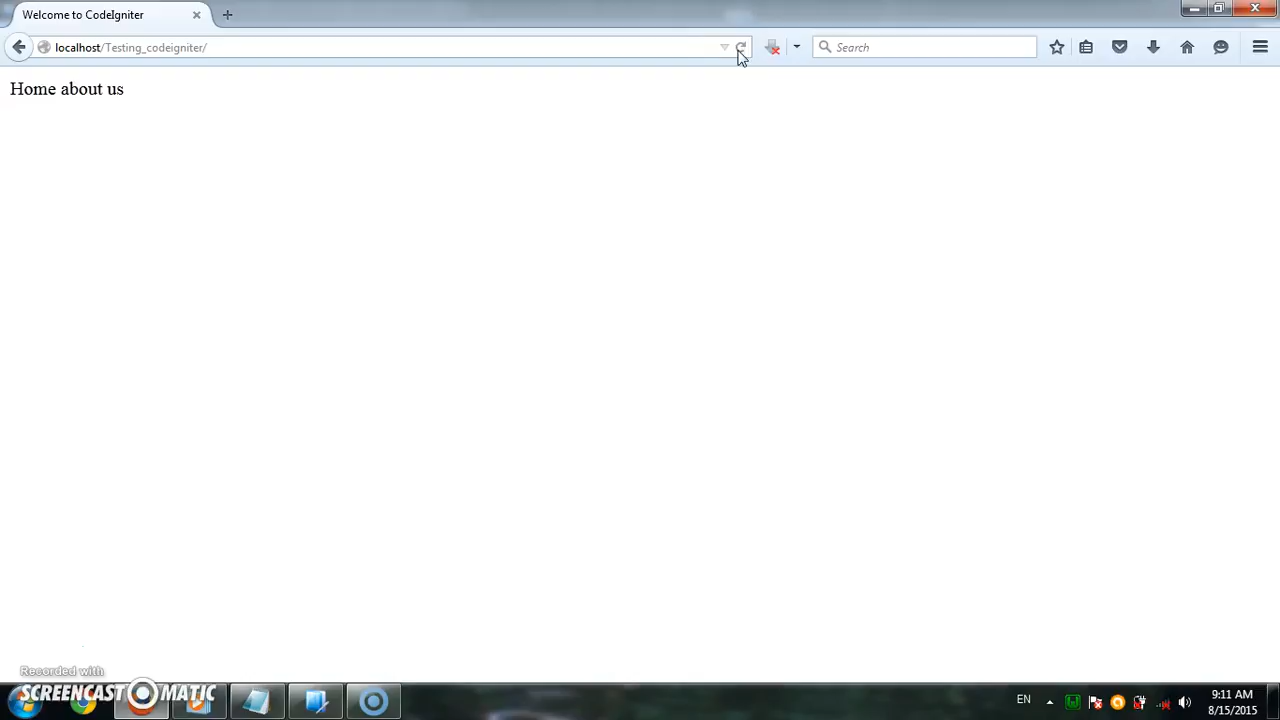 Welcome to CodeIgniter
localhost/Testing_codeigniter/
Search
Home about us
Recorded with
SCREENCAST MATIC
EN
9:11 AM
8/15/2015